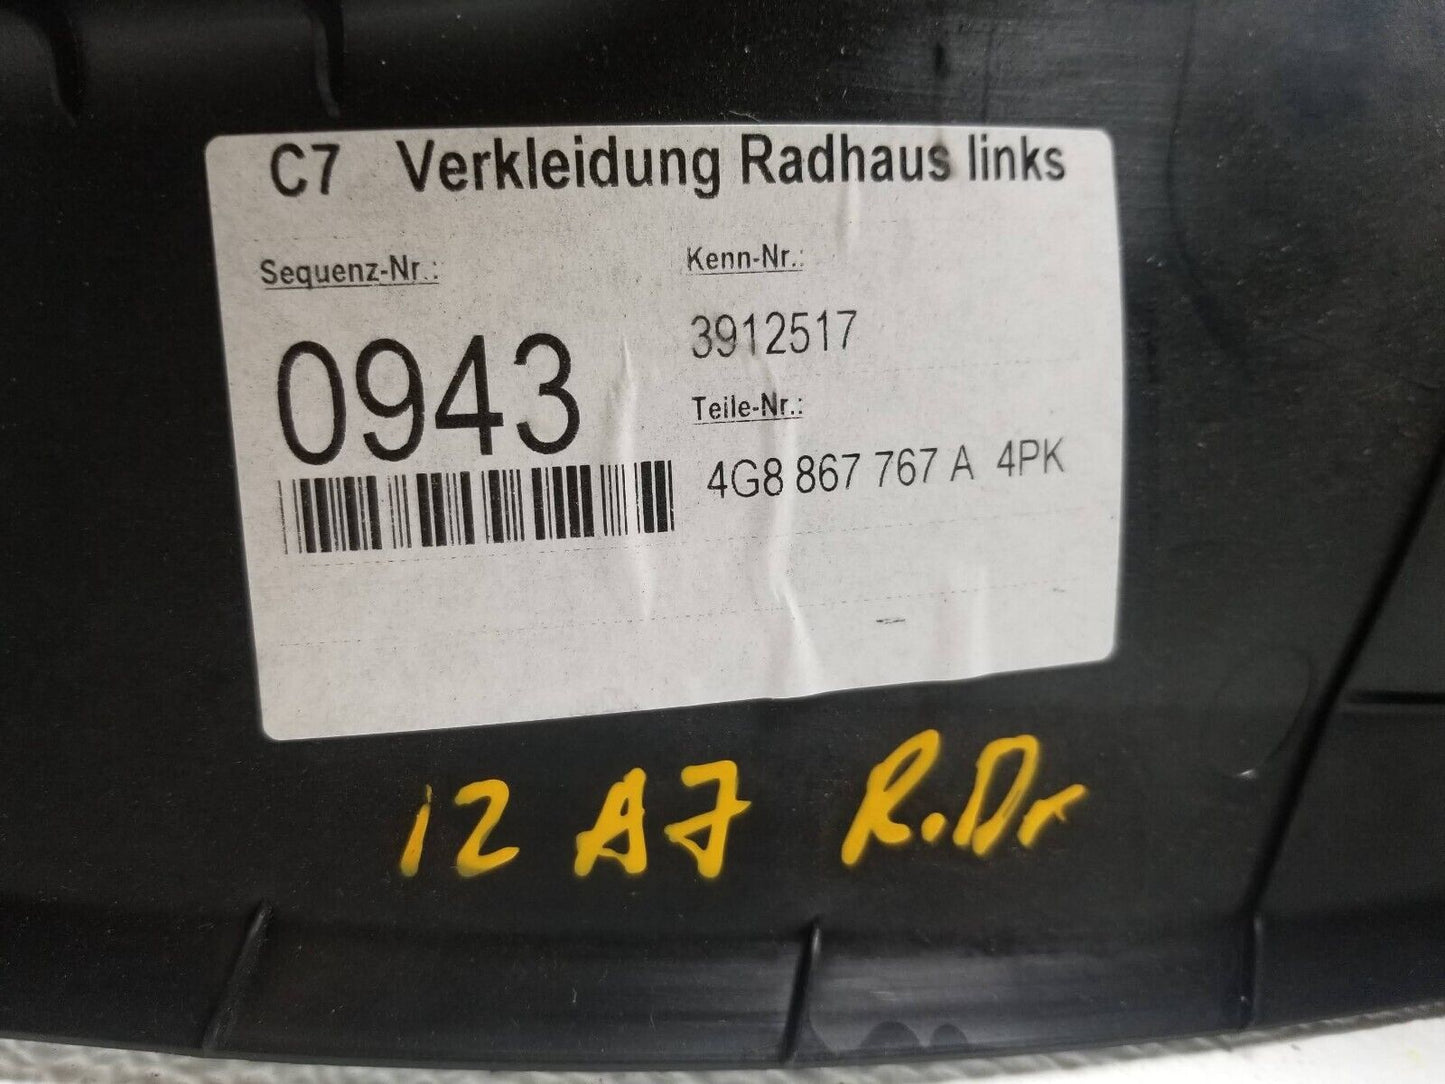 C7 Verkleidung Radhaus links
Sequenz-Nr.:
0943
Kenn-Nr.:
3912517
Teile-Nr.:
4G8 867 767 A 4PK
12 A7 R.Dr